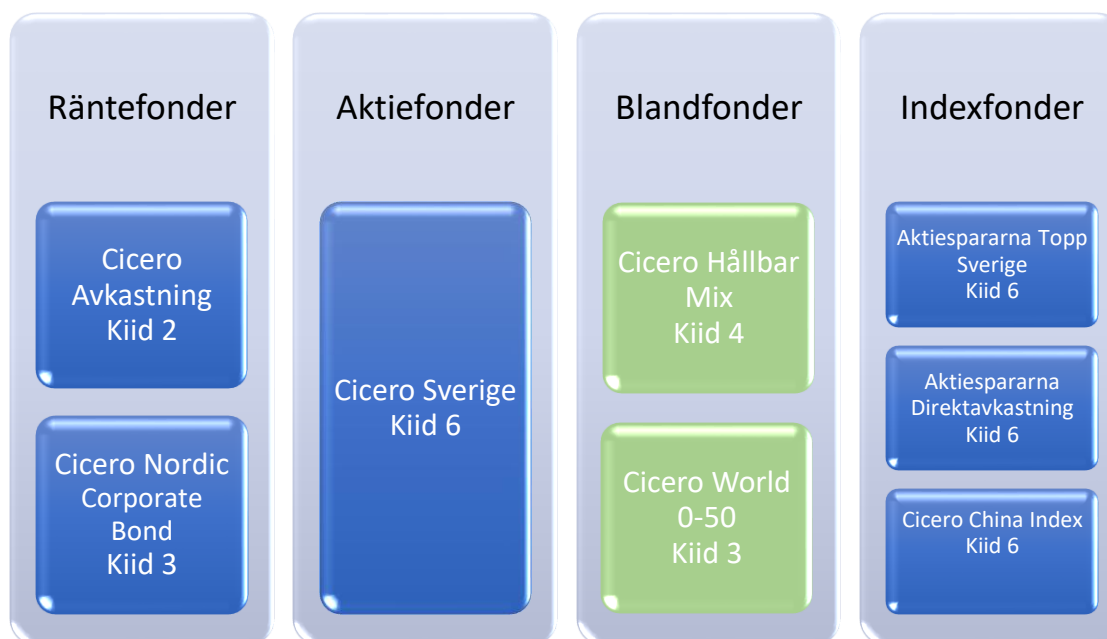 Räntefonder
Cicero
Avkastning
Kiid 2
Cicero Nordic
Corporate
Bond
Kiid 3
Aktiefonder
Cicero Sverige
Kiid 6
Blandfonder
Cicero Hållbar
Mix
Kiid 4
Cicero World
0-50
Kiid 3
Indexfonder
Aktiespararna Topp
Sverige
Kiid 6
Aktiespararna
Direktavkastning
Kiid 6
Cicero China Index
Kiid 6